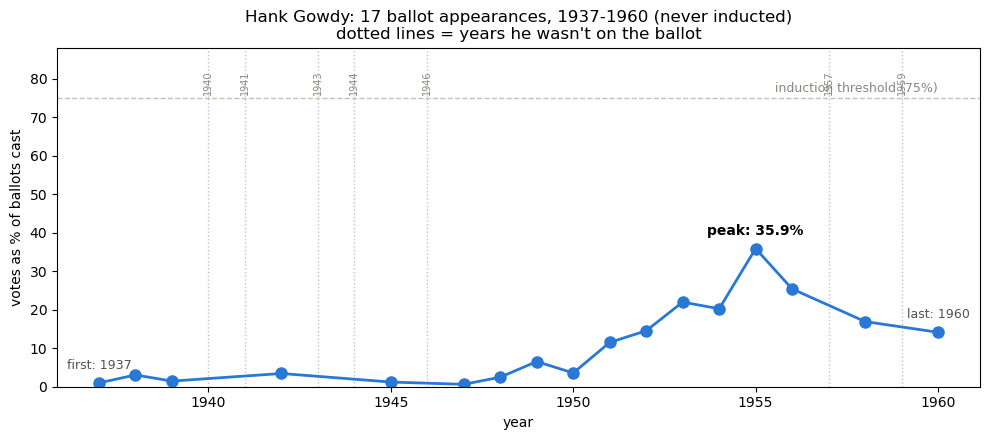 Hank Gowdy: 17 ballot appearances, 1937-1960 (never inducted)
dotted lines = years he wasn't on the ballot
votes as % of ballots cast
80
70
60
50
40
30
20
10
0
1940
1941
1943
1944
1946
1957
1959
induction threshold (75%)
peak: 35.9%
last: 1960
first: 1937
1940
1945
1950
1955
1960
year